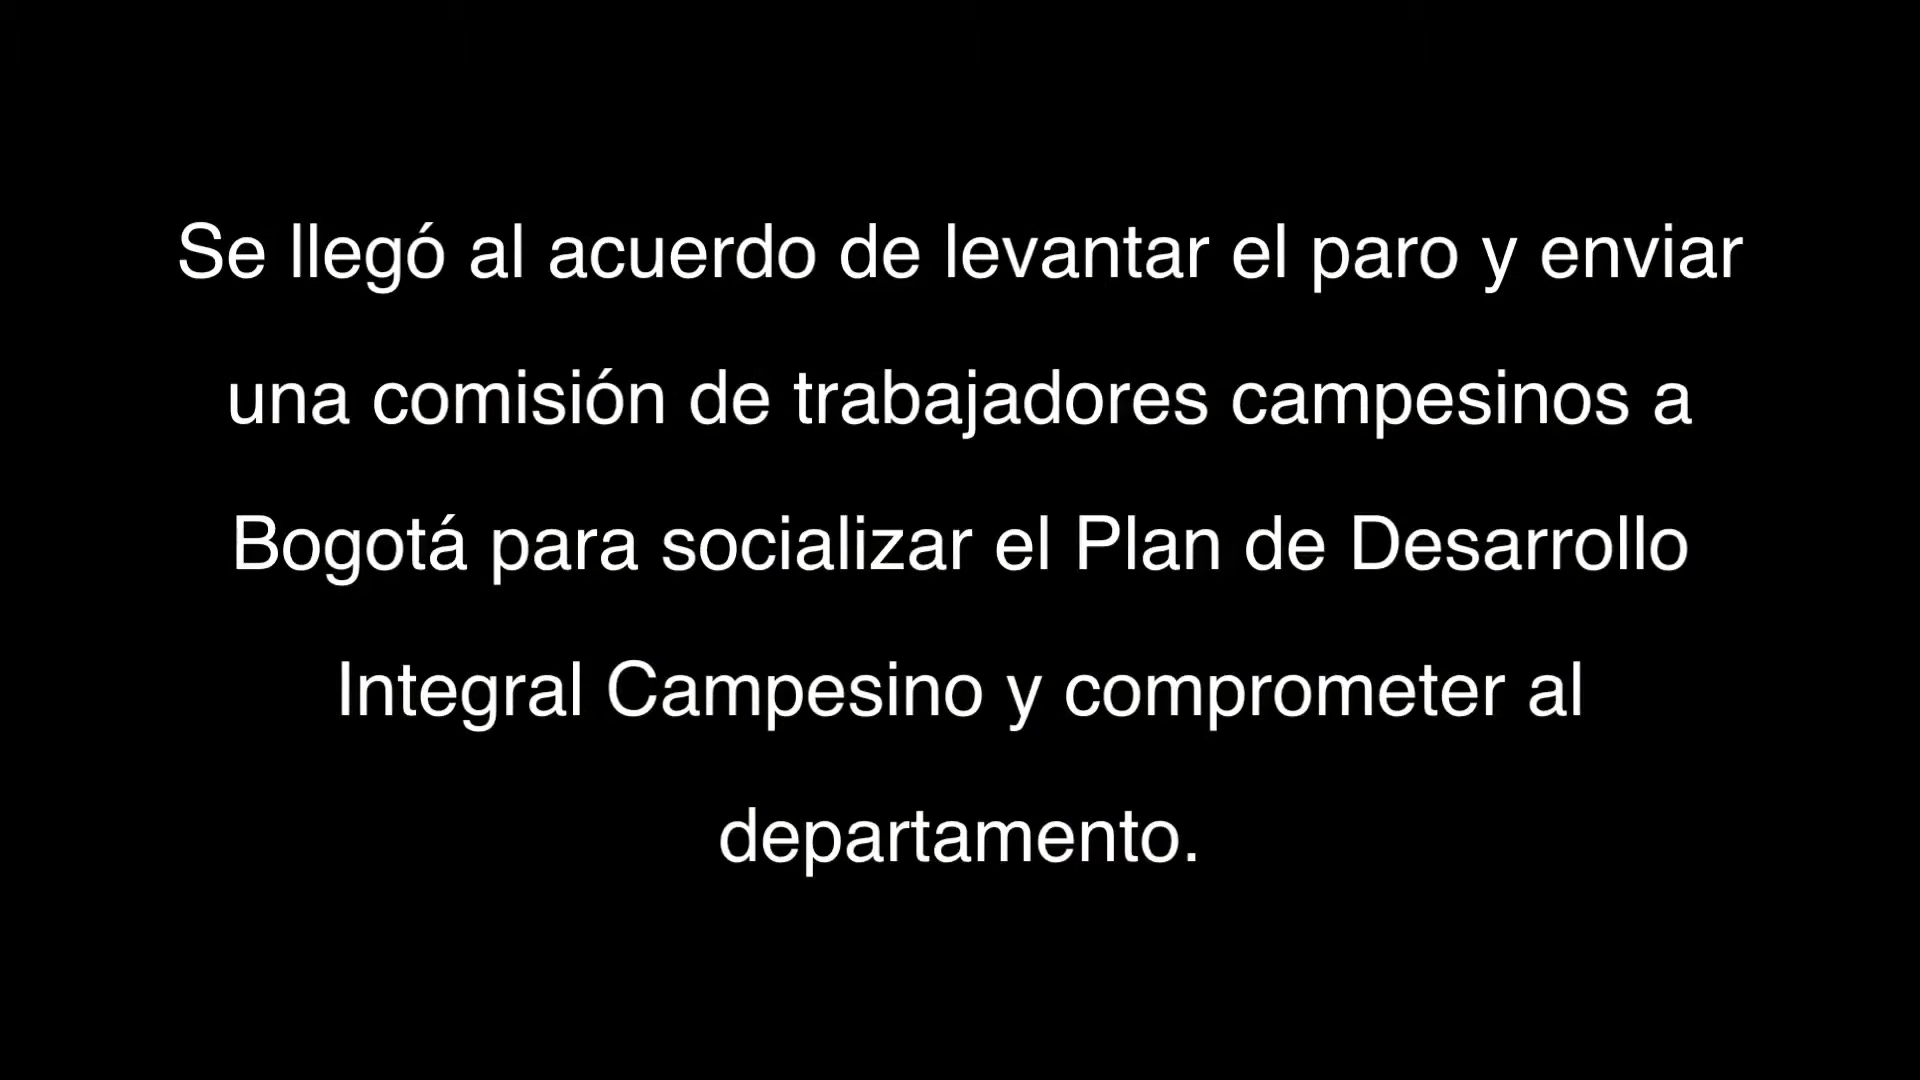 Se llegó al acuerdo de levantar el paro y enviar
una comisión de trabajadores campesinos a
Bogotá para socializar el Plan de Desarrollo
Integral Campesino y comprometer al
departamento.